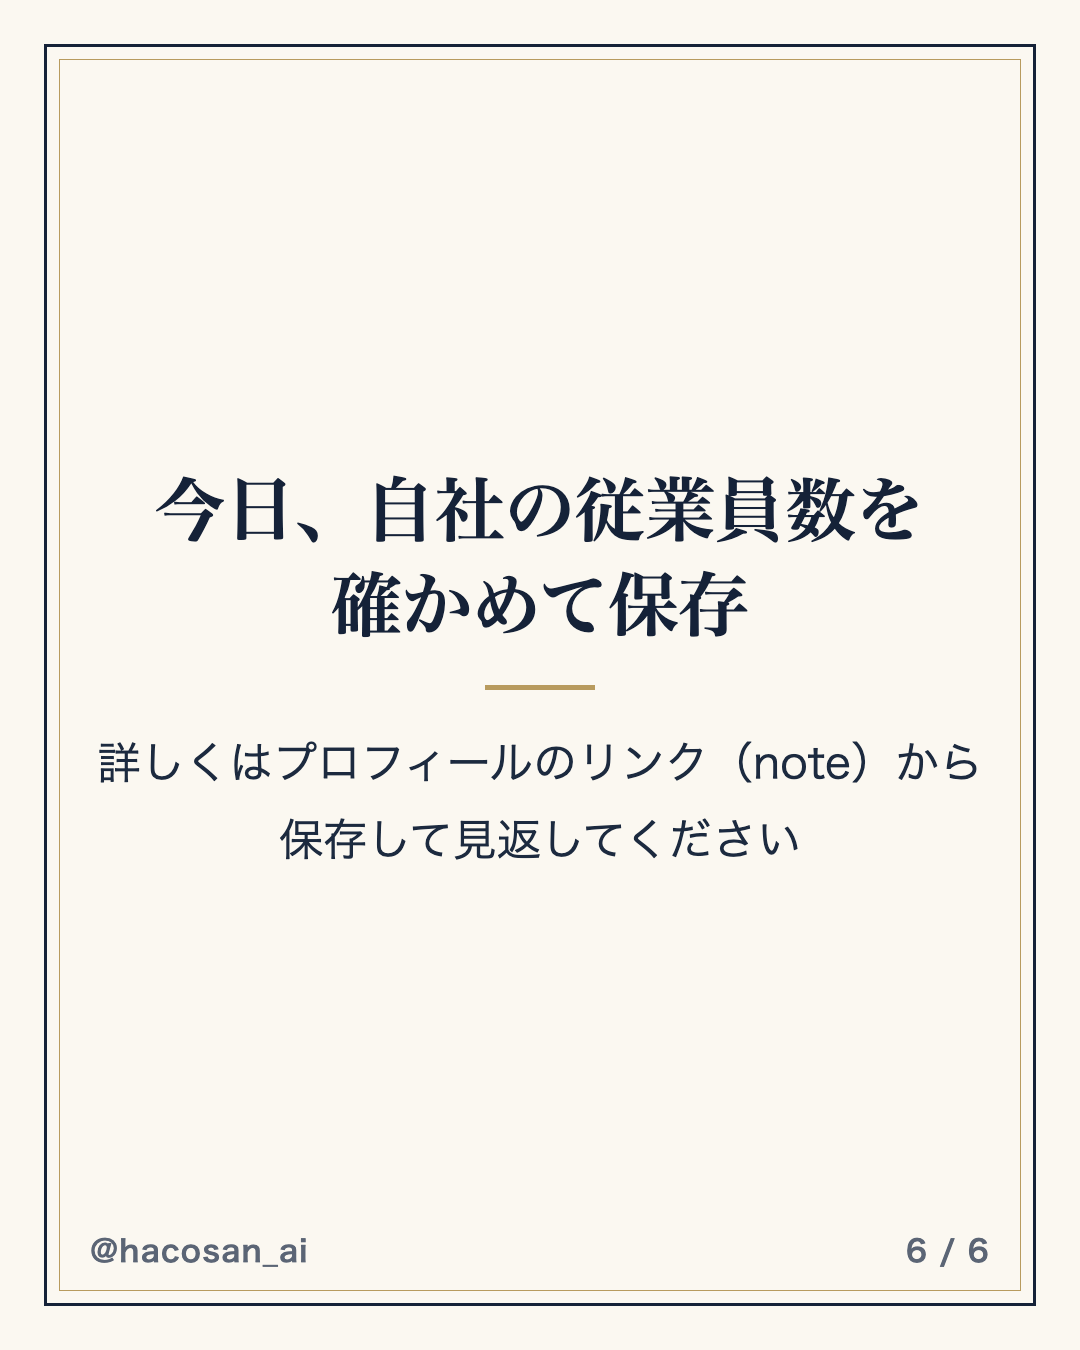 今日、自社の従業員数を
確かめて保存
詳しくはプロフィールのリンク（note）から
保存して見返してください
@hacosan_ai
6 / 6